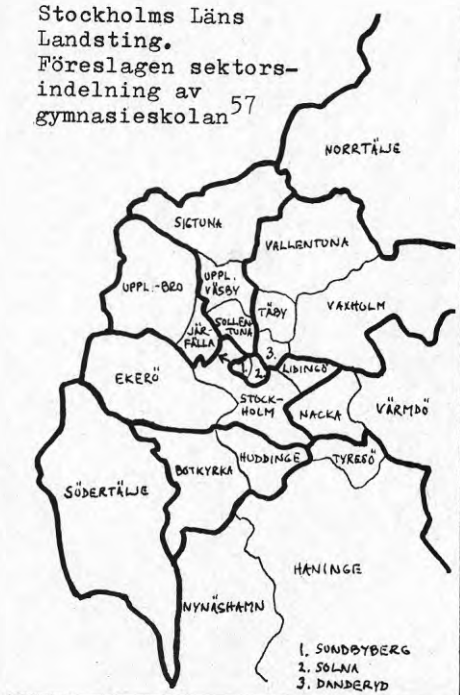 Stockholms Läns
Landsting.
Föreslagen sektors-
indelning av
gymnasieskolan 57
NORRTÄLJE
SIGTUNA
VALLENTUNA
UPPL.-BRO
UPPL.
VÄSBY
TÄBY
VAXHOLM
JÄR-
FÄLLA
SOLLEN-
TUNA
3.
1.
2.
LIDINGÖ
EKERÖ
STOCK-
HOLM
NACKA
VÄRMDÖ
BOTKYRKA
HUDDINGE
TYRESÖ
SÖDERTÄLJE
HANINGE
NYNÄSHAMN
1. SUNDBYBERG
2. SOLNA
3. DANDERYD